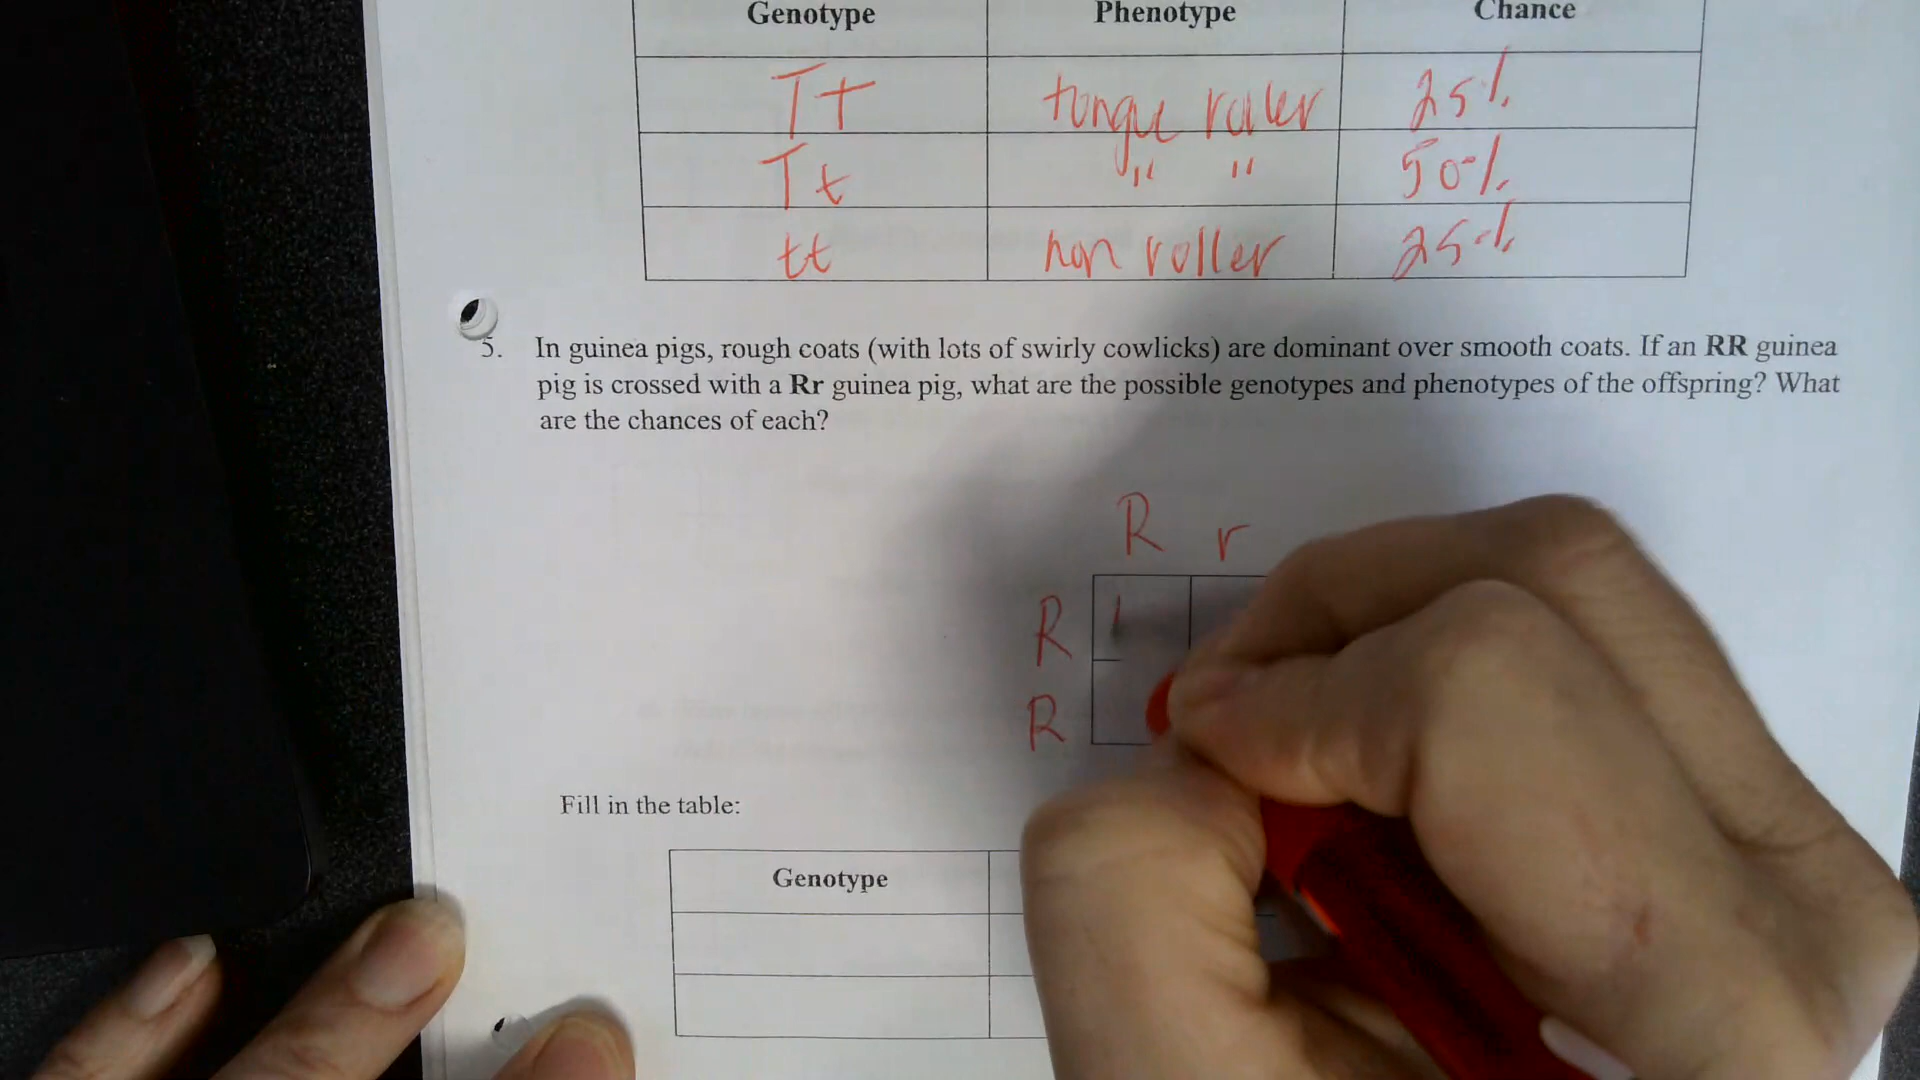 Genotype Phenotype Chance
TT tongue roller 25%
Tt " " 50%
tt non roller 25%
5. In guinea pigs, rough coats (with lots of swirly cowlicks) are dominant over smooth coats. If an RR guinea
pig is crossed with a Rr guinea pig, what are the possible genotypes and phenotypes of the offspring? What
are the chances of each?
R r
R
R
Fill in the table:
Genotype